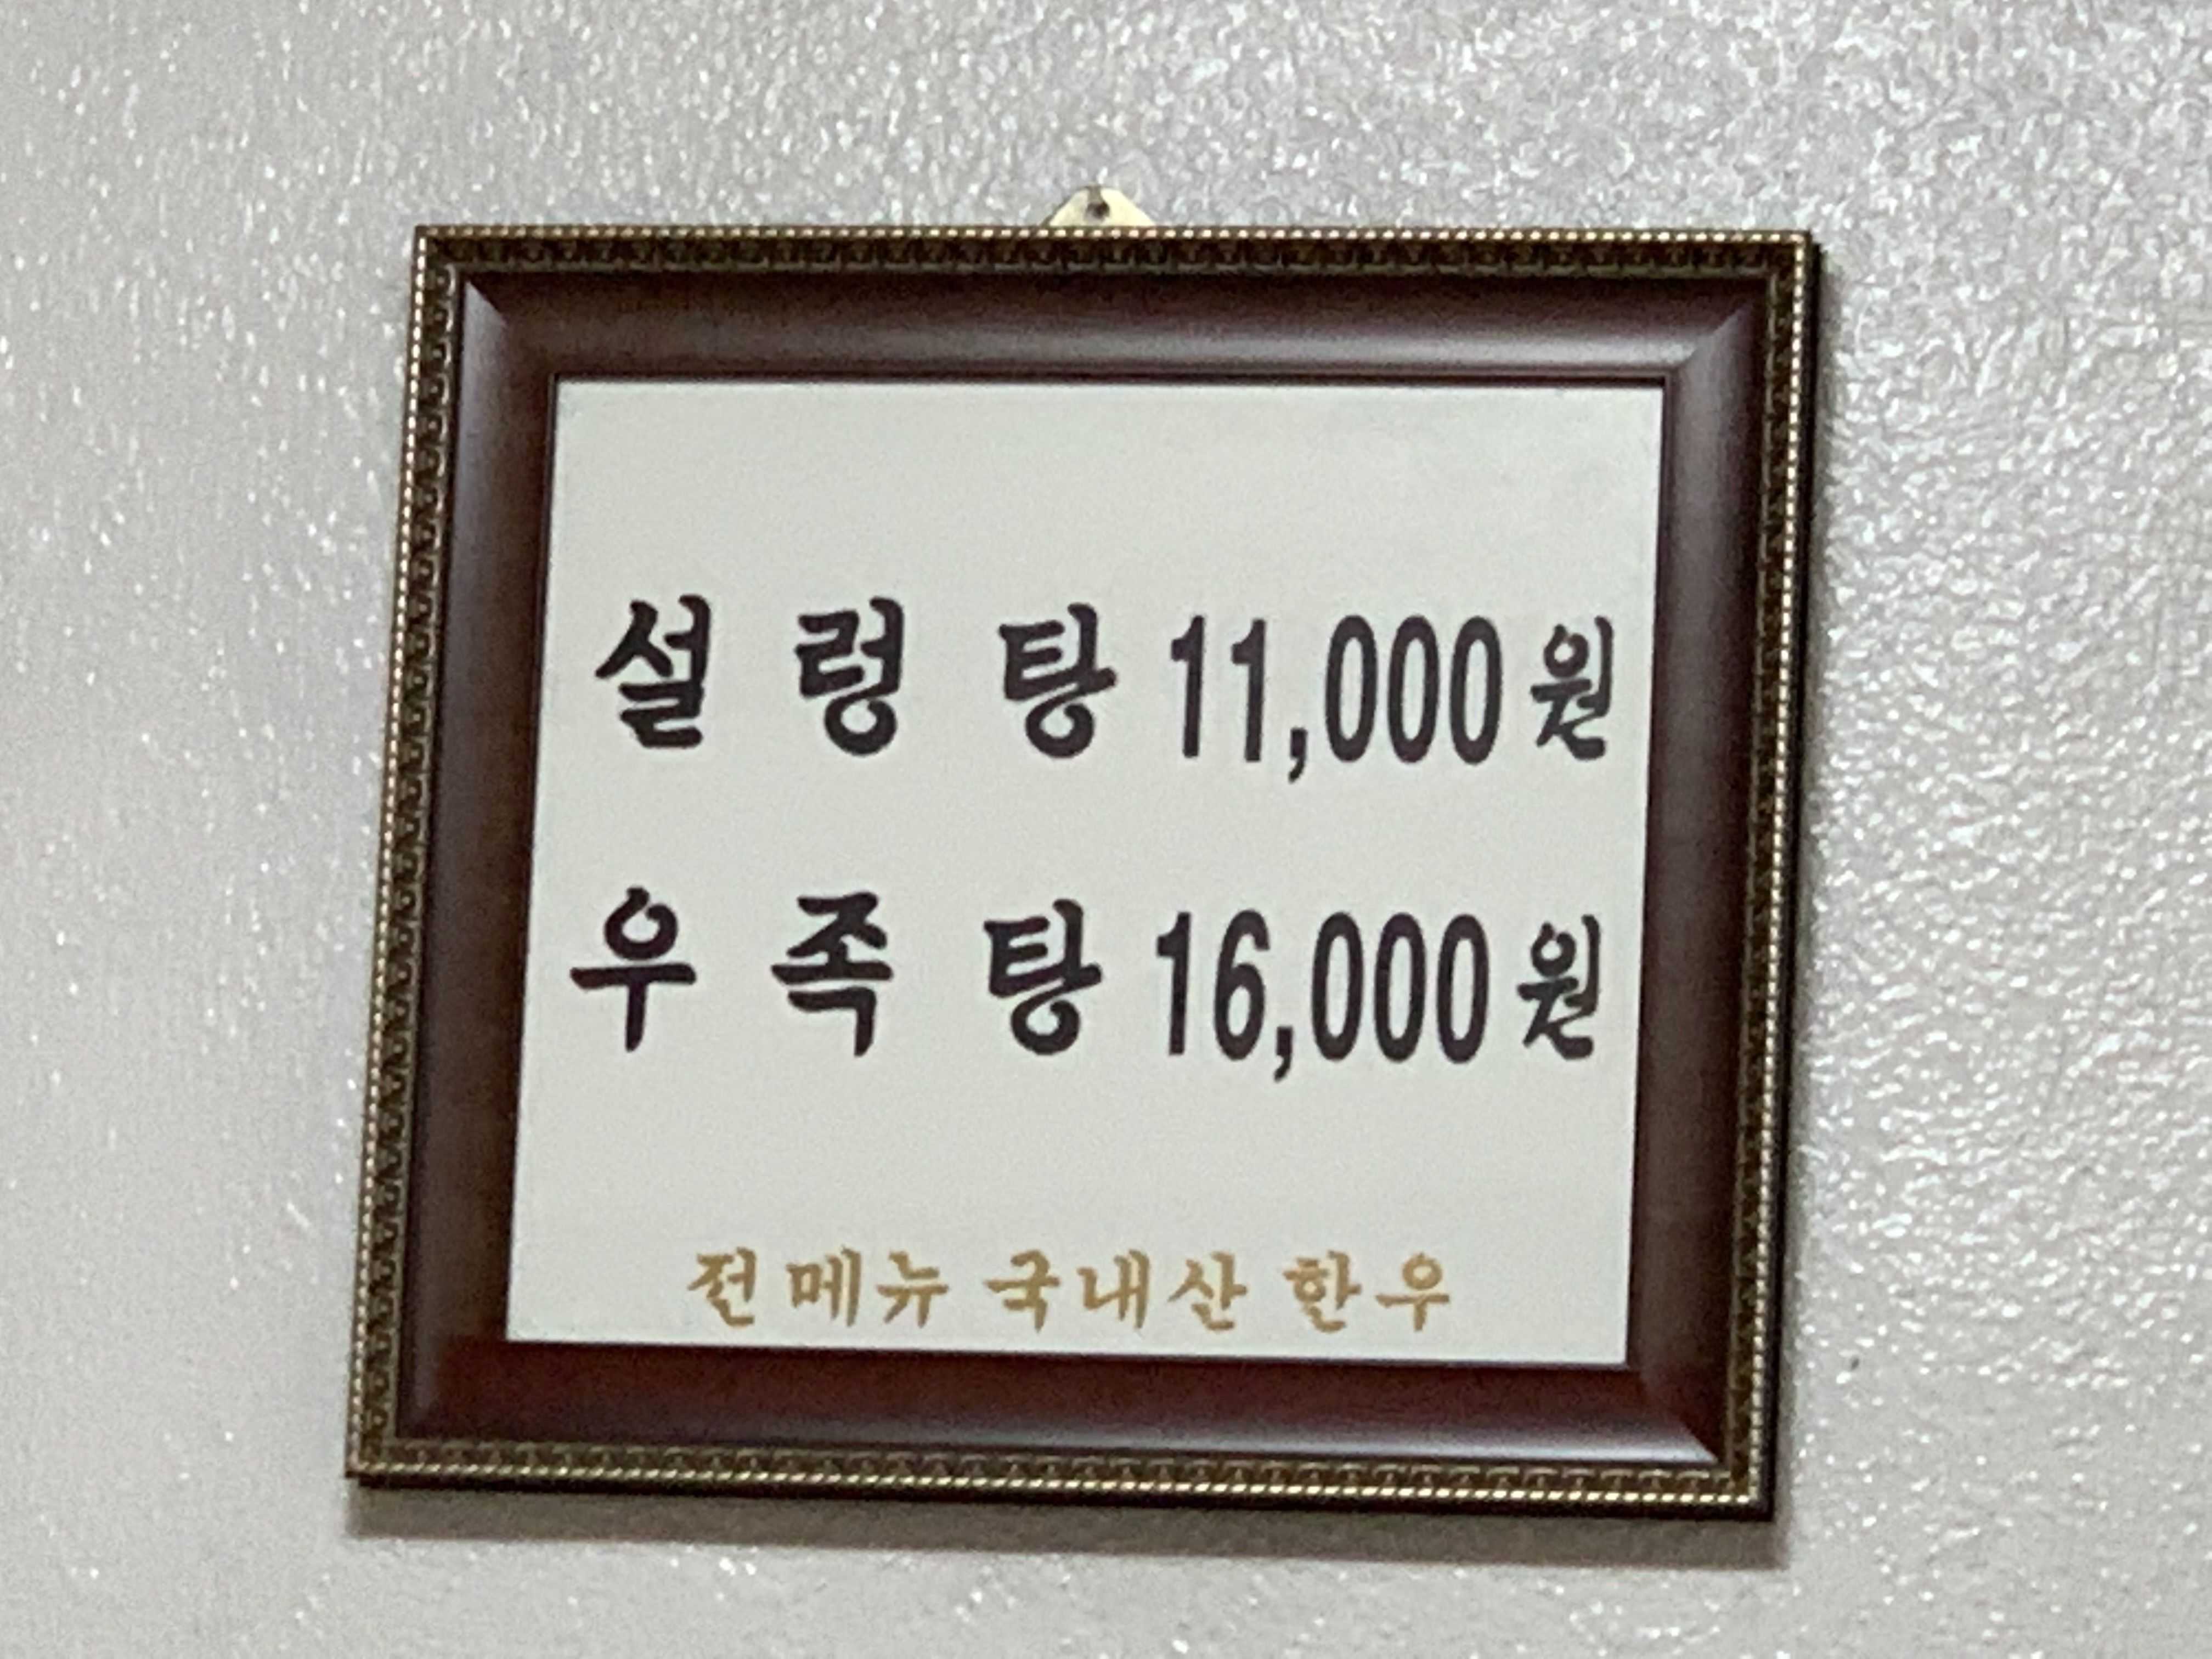 설렁탕 11,000원
우족탕 16,000원
전메뉴 국내산 한우